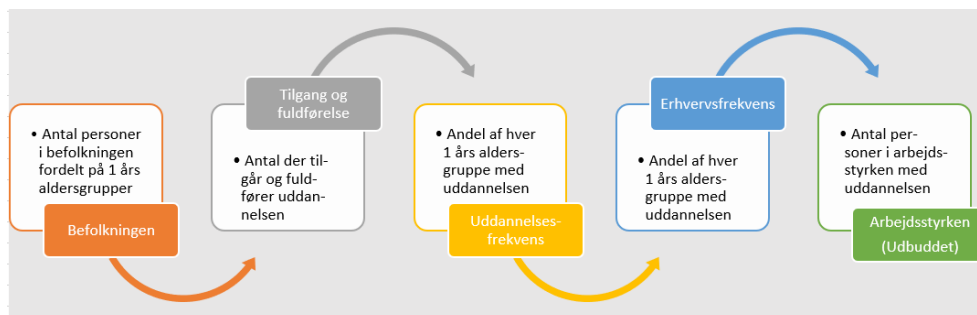 • Antal personer
i befolkningen
fordelt på 1 års
aldersgrupper
Befolkningen
Tilgang og
fuldførelse
• Antal der til-
går og fuld-
fører uddan-
nelsen
• Andel af hver
1 års alders-
gruppe med
uddannelsen
Uddannelses-
frekvens
Erhvervsfrekvens
• Andel af hver
1 års alders-
gruppe med
uddannelsen
• Antal per-
soner i arbejds-
styrken med
uddannelsen
Arbejdsstyrken
(Udbuddet)